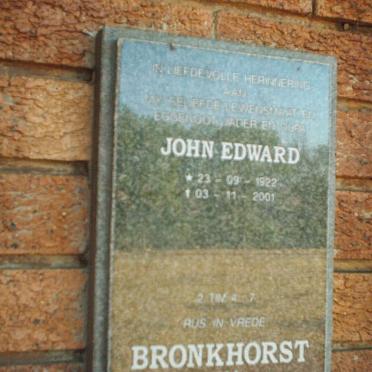 IN LIEFDEVOLLE HERINNERING
AAN
MY GELIEFDE LEWENSMAAT EN
EGGENOOT, VADER EN OUPA
JOHN EDWARD
★ 23 - 09 - 1922
✝ 03 - 11 - 2001
2 TIM 4 : 7
RUS IN VREDE
BRONKHORST